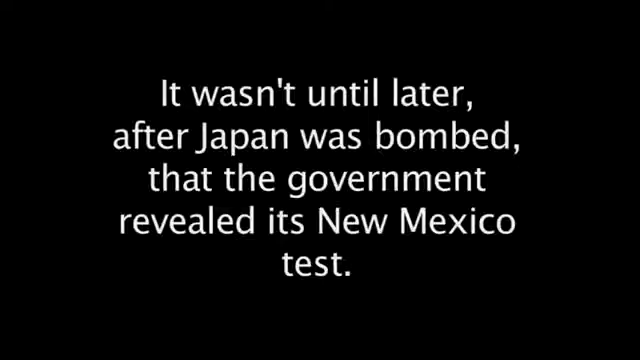 It wasn't until later,
after Japan was bombed,
that the government
revealed its New Mexico
test.